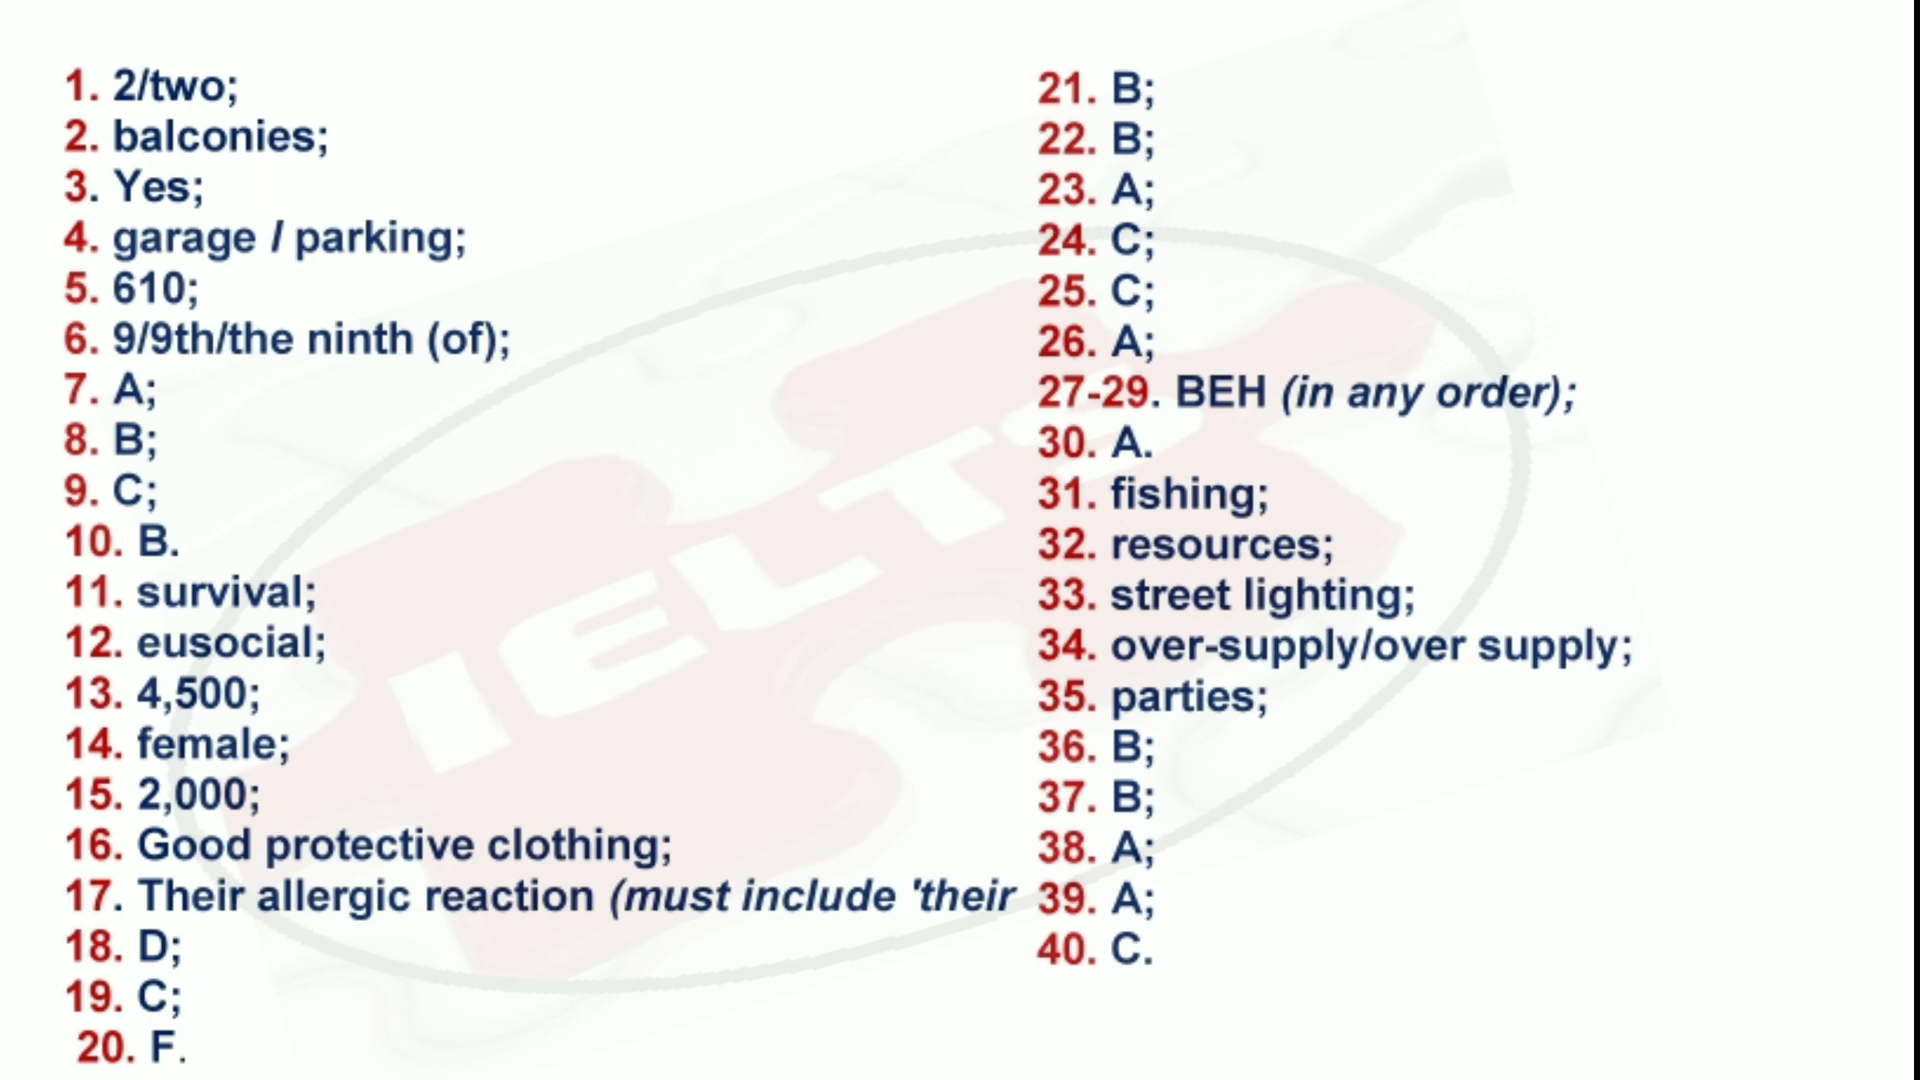 1. 2/two;
2. balconies;
3. Yes;
4. garage / parking;
5. 610;
6. 9/9th/the ninth (of);
7. A;
8. B;
9. C;
10. B.
11. survival;
12. eusocial;
13. 4,500;
14. female;
15. 2,000;
16. Good protective clothing;
17. Their allergic reaction (must include 'their
18. D;
19. C;
20. F.
21. B;
22. B;
23. A;
24. C;
25. C;
26. A;
27-29. BEH (in any order);
30. A.
31. fishing;
32. resources;
33. street lighting;
34. over-supply/over supply;
35. parties;
36. B;
37. B;
38. A;
39. A;
40. C.
IELTS